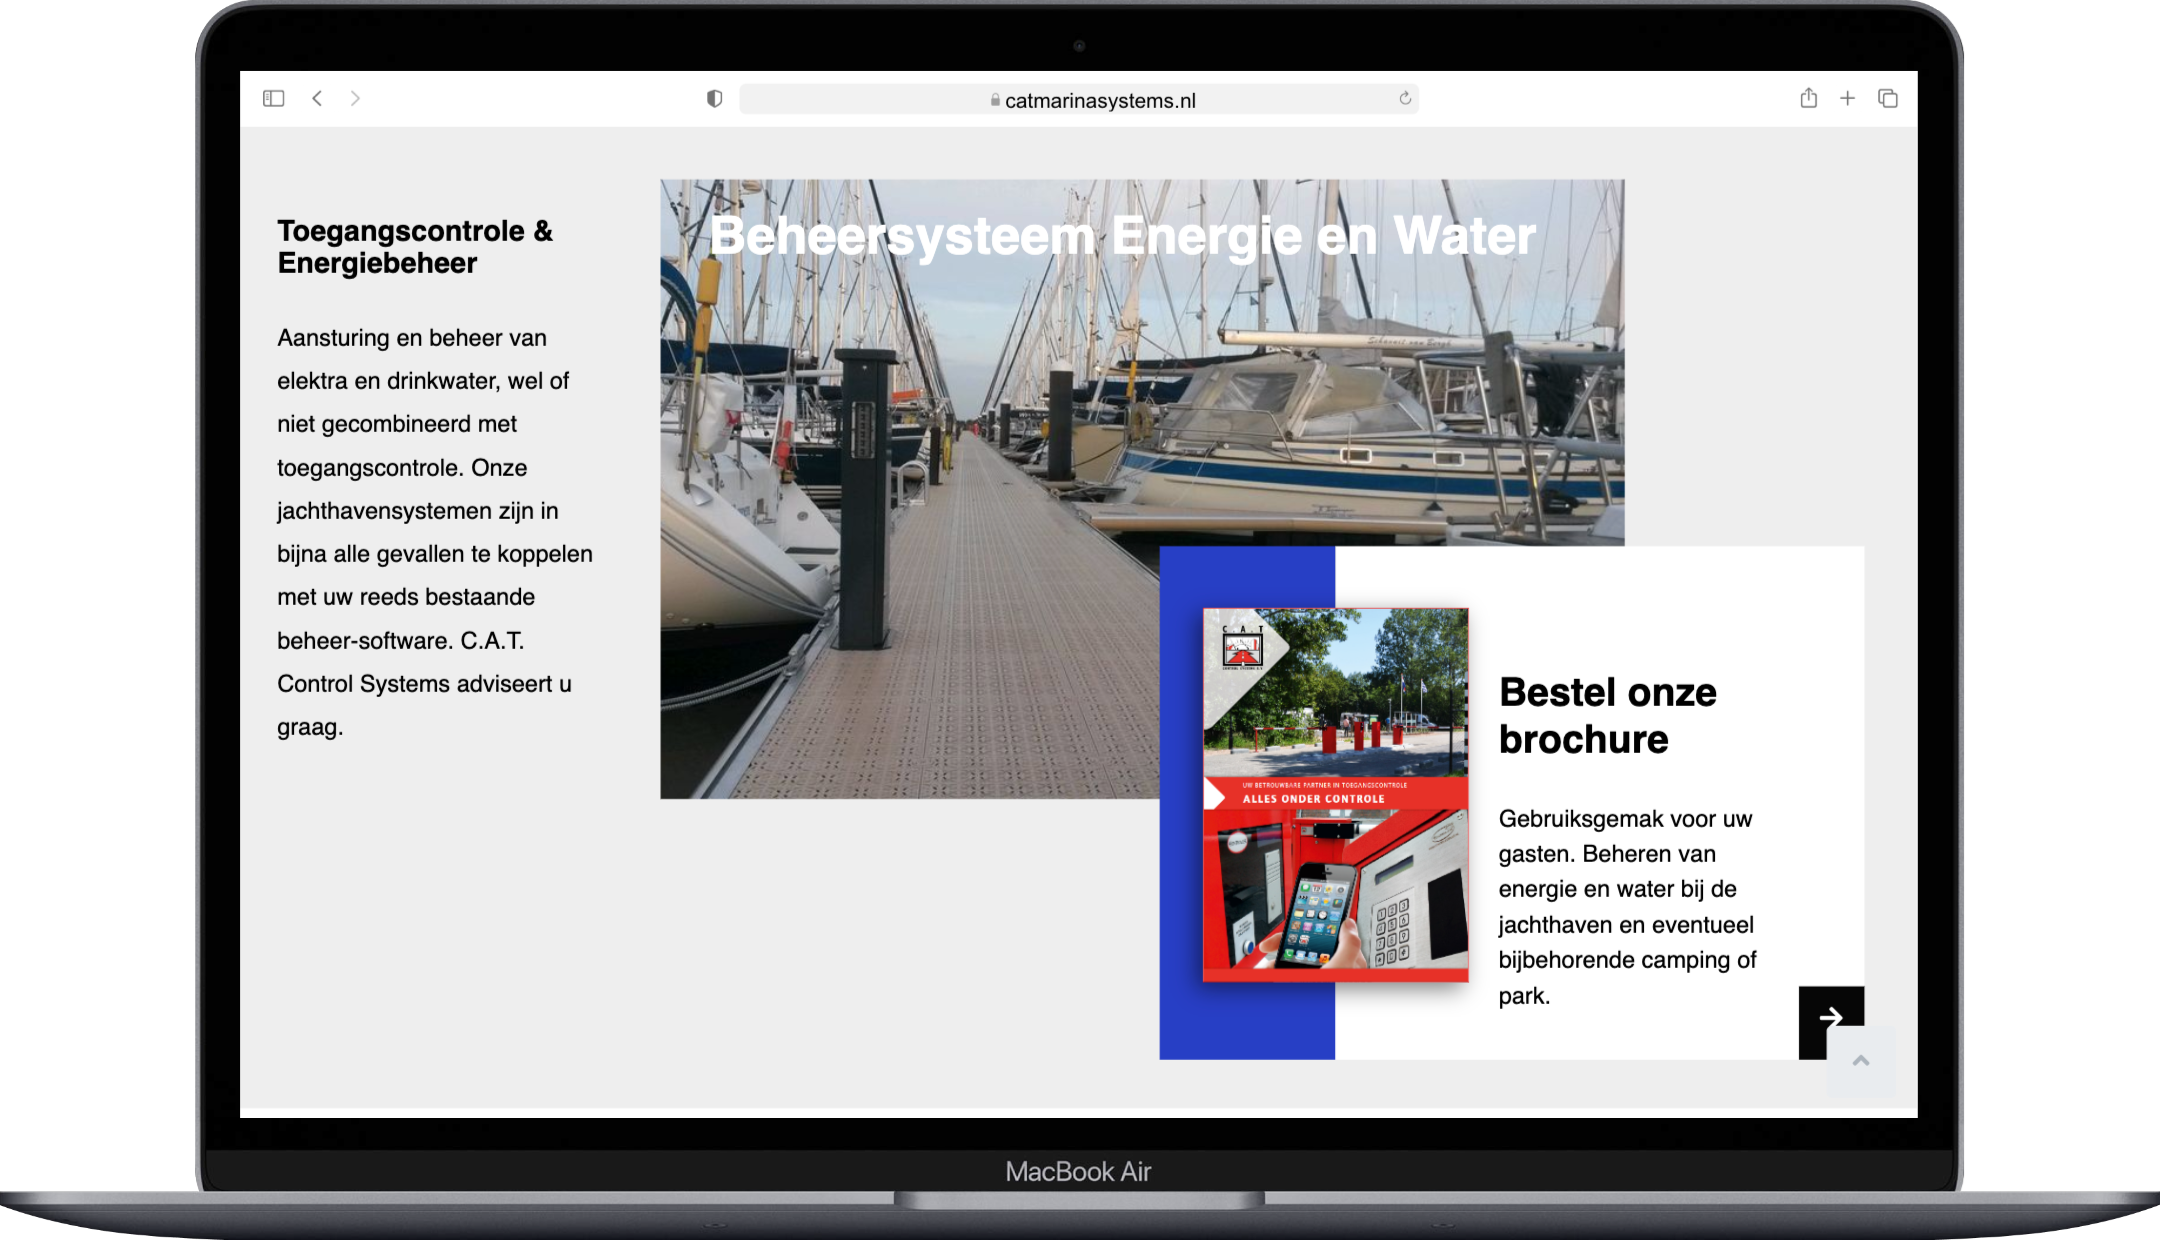 catmarinasystems.nl
Toegangscontrole &
Energiebeheer
Aansturing en beheer van
elektra en drinkwater, wel of
niet gecombineerd met
toegangscontrole. Onze
jachthavensystemen zijn in
bijna alle gevallen te koppelen
met uw reeds bestaande
beheer-software. C.A.T.
Control Systems adviseert u
graag.
Beheersysteem Energie en Water
C.A.T
UW BETROUWBARE PARTNER IN TOEGANGSCONTROLE
ALLES ONDER CONTROLE
Bestel onze
brochure
Gebruiksgemak voor uw
gasten. Beheren van
energie en water bij de
jachthaven en eventueel
bijbehorende camping of
park.
MacBook Air